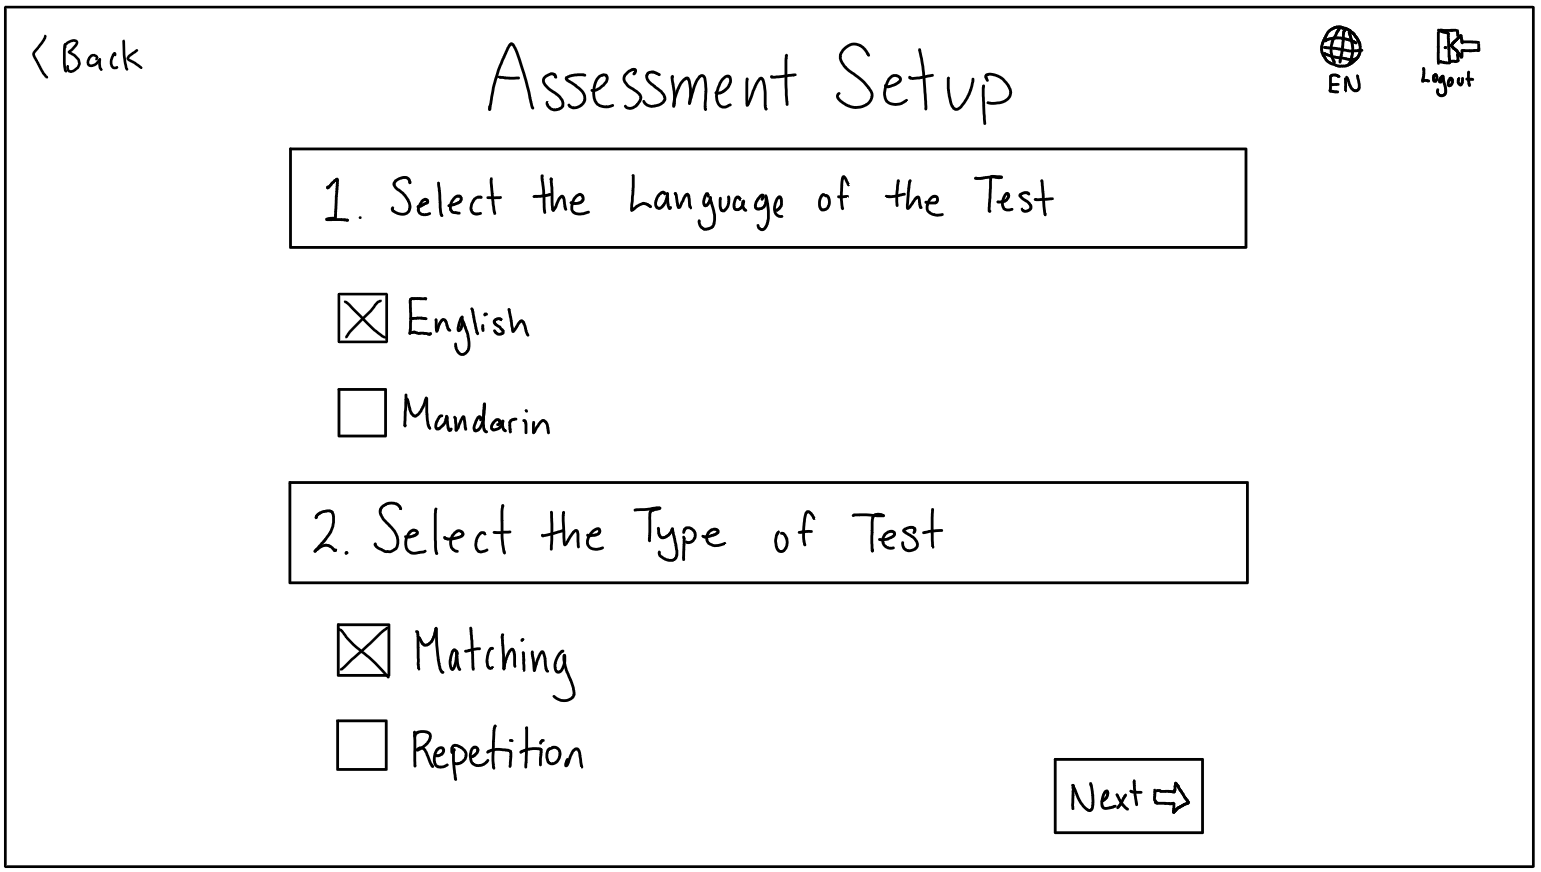 < Back
Assessment Setup
EN
Logout
1. Select the Language of the Test
English
Mandarin
2. Select the Type of Test
Matching
Repetition
Next ⇨